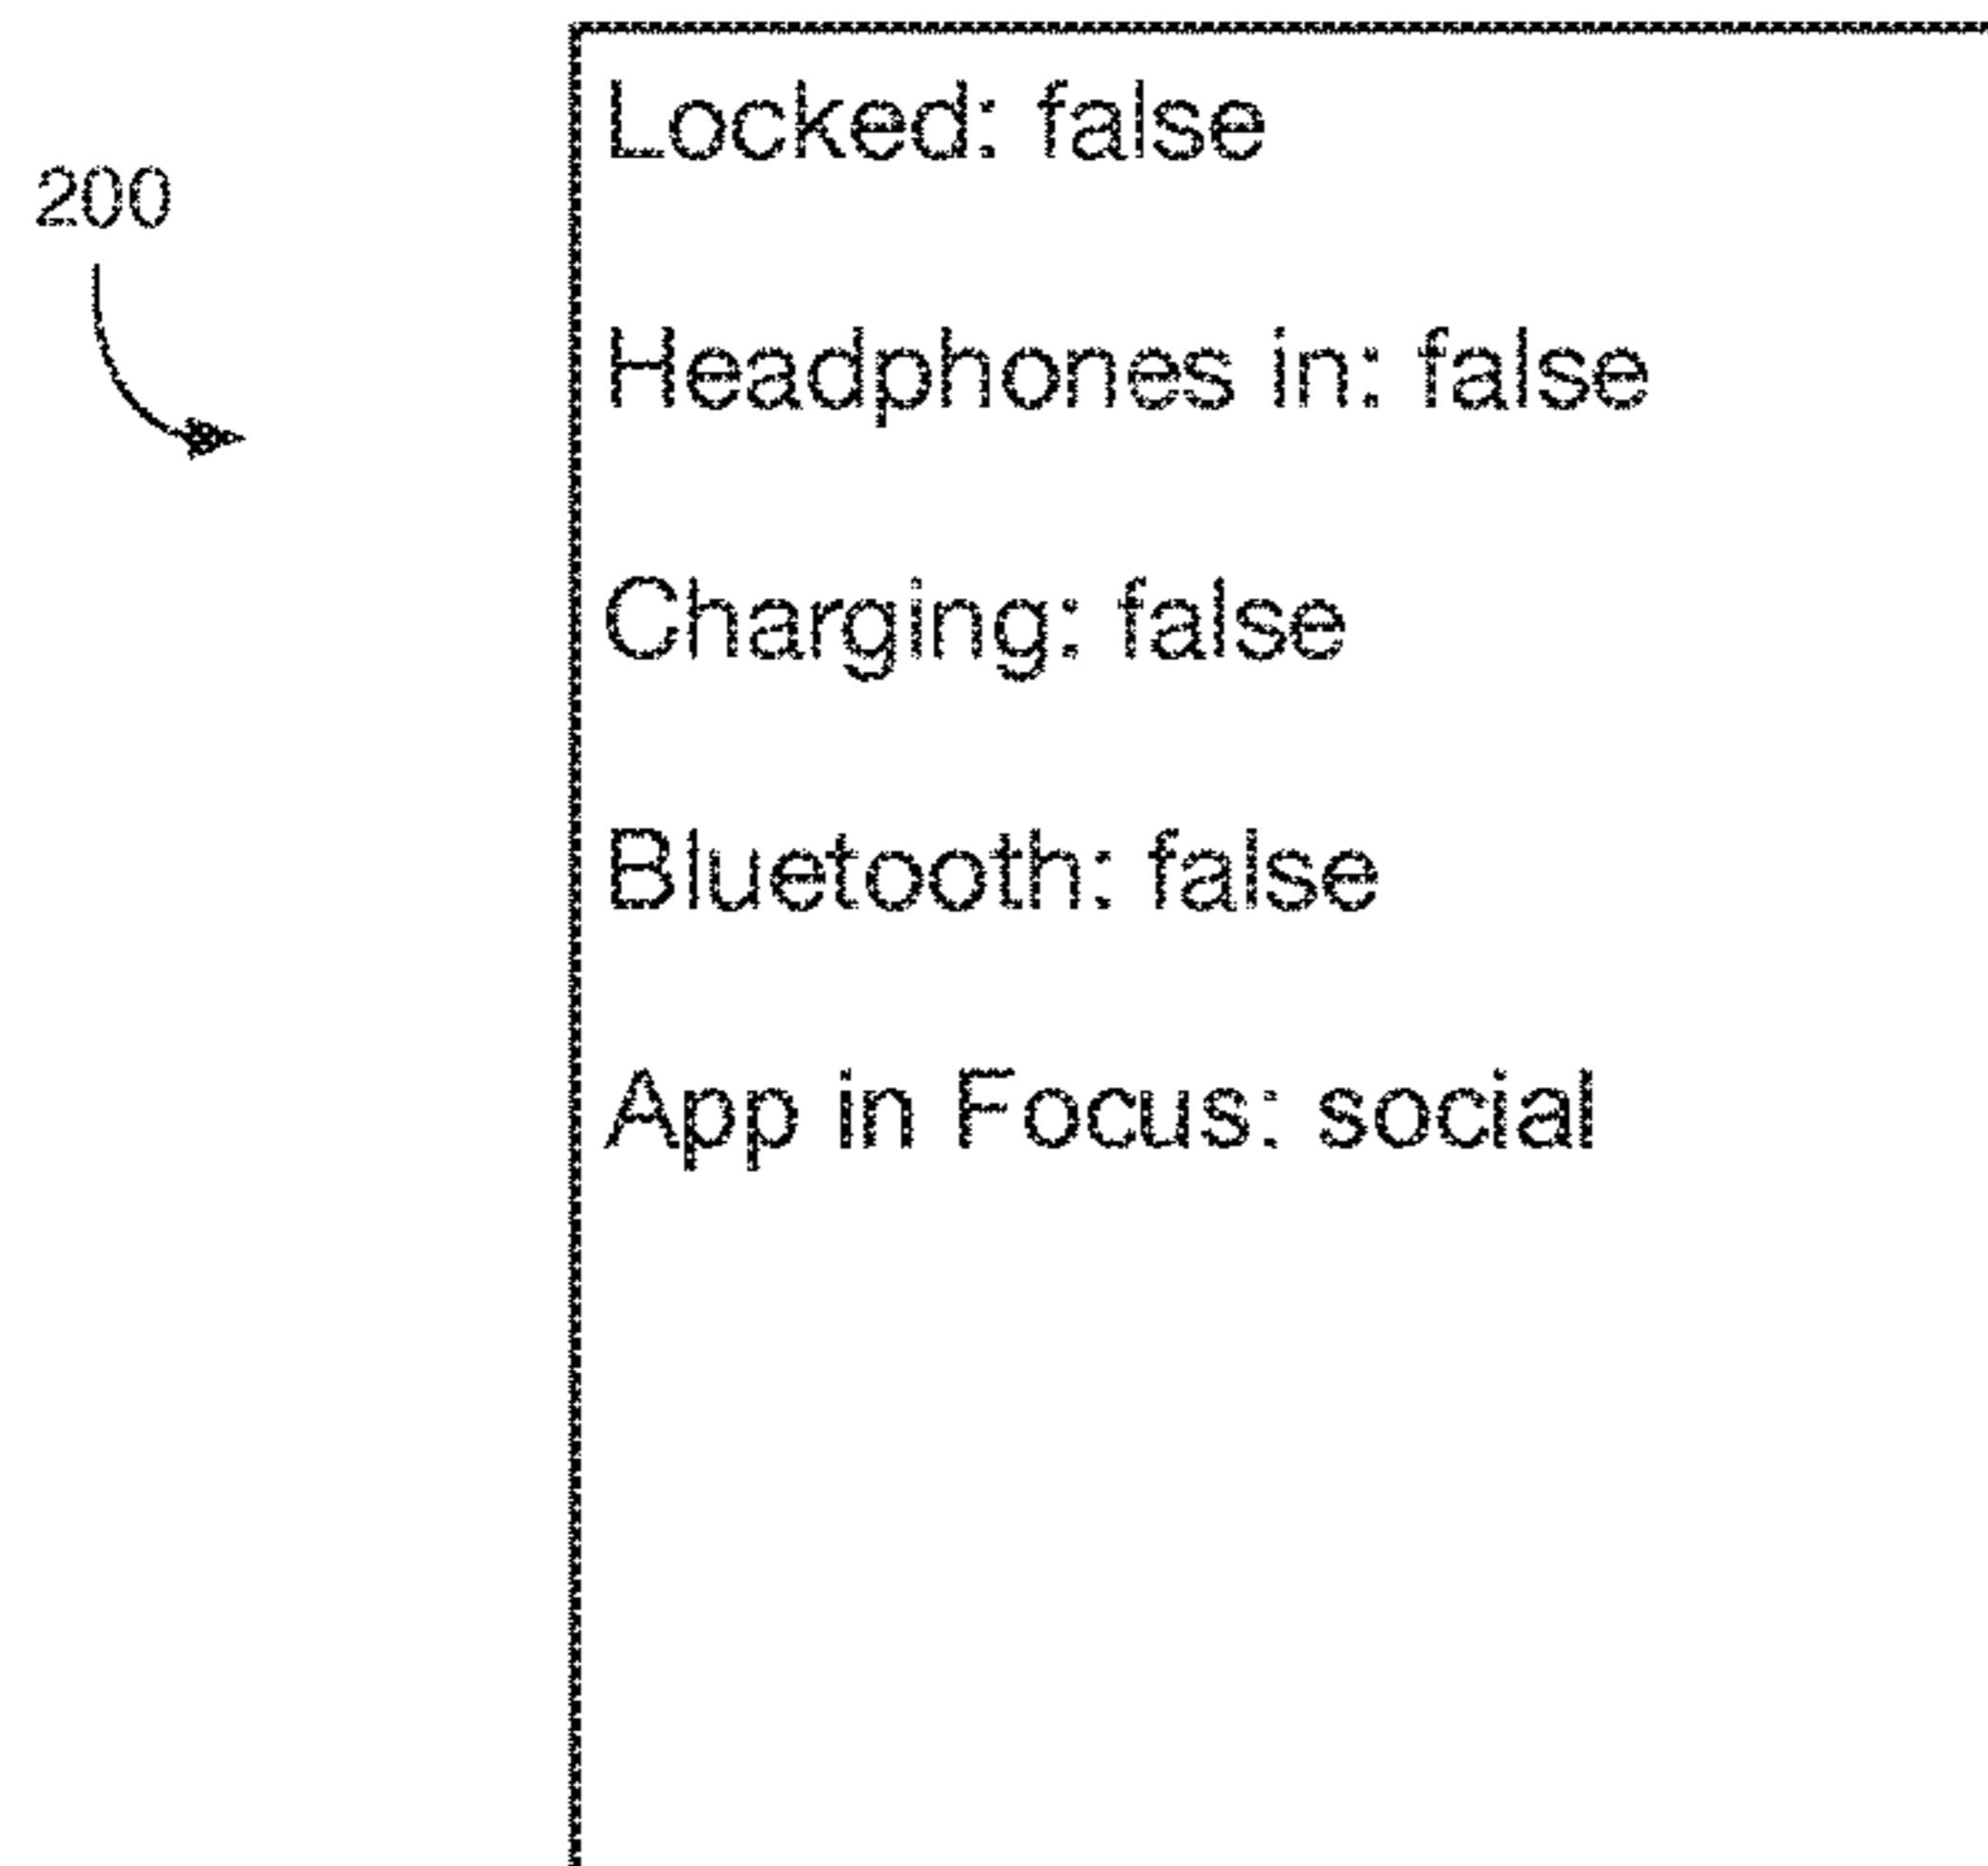 200
Locked: false
Headphones in: false
Charging: false
Bluetooth: false
App in Focus: social